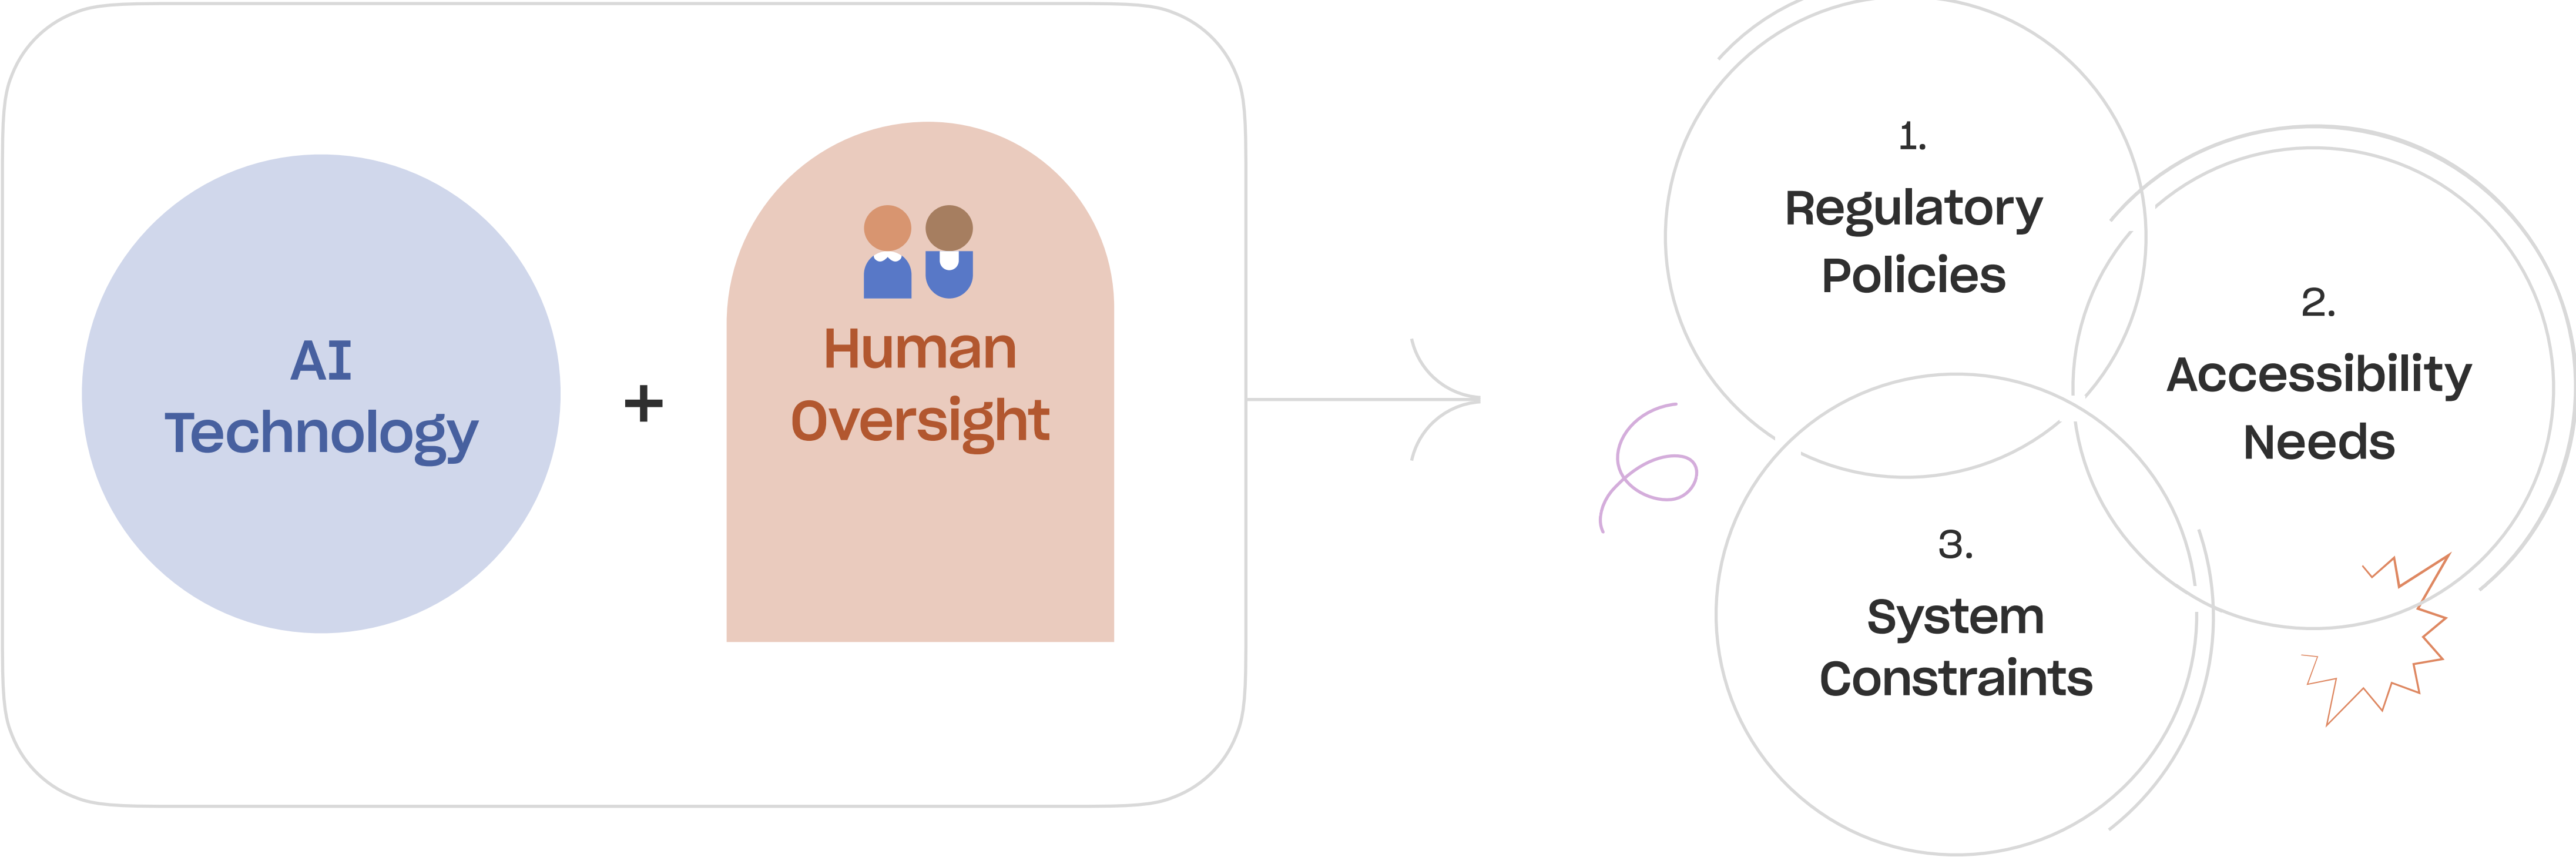 AI
Technology
+
Human
Oversight
1.
Regulatory
Policies
2.
Accessibility
Needs
3.
System
Constraints